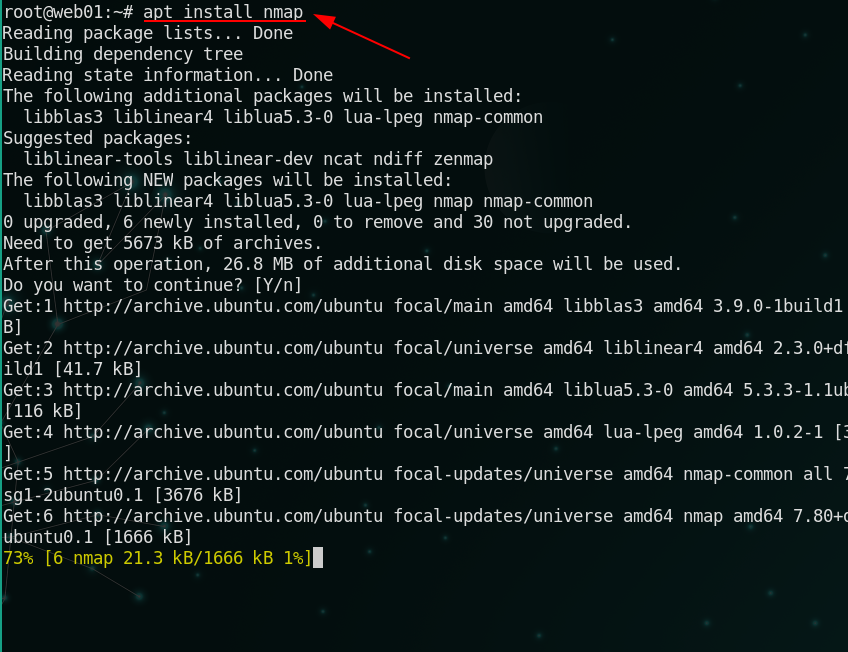 root@web01:~# apt install nmap
Reading package lists... Done
Building dependency tree
Reading state information... Done
The following additional packages will be installed:
  libblas3 liblinear4 liblua5.3-0 lua-lpeg nmap-common
Suggested packages:
  liblinear-tools liblinear-dev ncat ndiff zenmap
The following NEW packages will be installed:
  libblas3 liblinear4 liblua5.3-0 lua-lpeg nmap nmap-common
0 upgraded, 6 newly installed, 0 to remove and 30 not upgraded.
Need to get 5673 kB of archives.
After this operation, 26.8 MB of additional disk space will be used.
Do you want to continue? [Y/n]
Get:1 http://archive.ubuntu.com/ubuntu focal/main amd64 libblas3 amd64 3.9.0-1build1
B]
Get:2 http://archive.ubuntu.com/ubuntu focal/universe amd64 liblinear4 amd64 2.3.0+df
ild1 [41.7 kB]
Get:3 http://archive.ubuntu.com/ubuntu focal/main amd64 liblua5.3-0 amd64 5.3.3-1.1ub
[116 kB]
Get:4 http://archive.ubuntu.com/ubuntu focal/universe amd64 lua-lpeg amd64 1.0.2-1 [3
]
Get:5 http://archive.ubuntu.com/ubuntu focal-updates/universe amd64 nmap-common all 7
sg1-2ubuntu0.1 [3676 kB]
Get:6 http://archive.ubuntu.com/ubuntu focal-updates/universe amd64 nmap amd64 7.80+d
ubuntu0.1 [1666 kB]
73% [6 nmap 21.3 kB/1666 kB 1%]